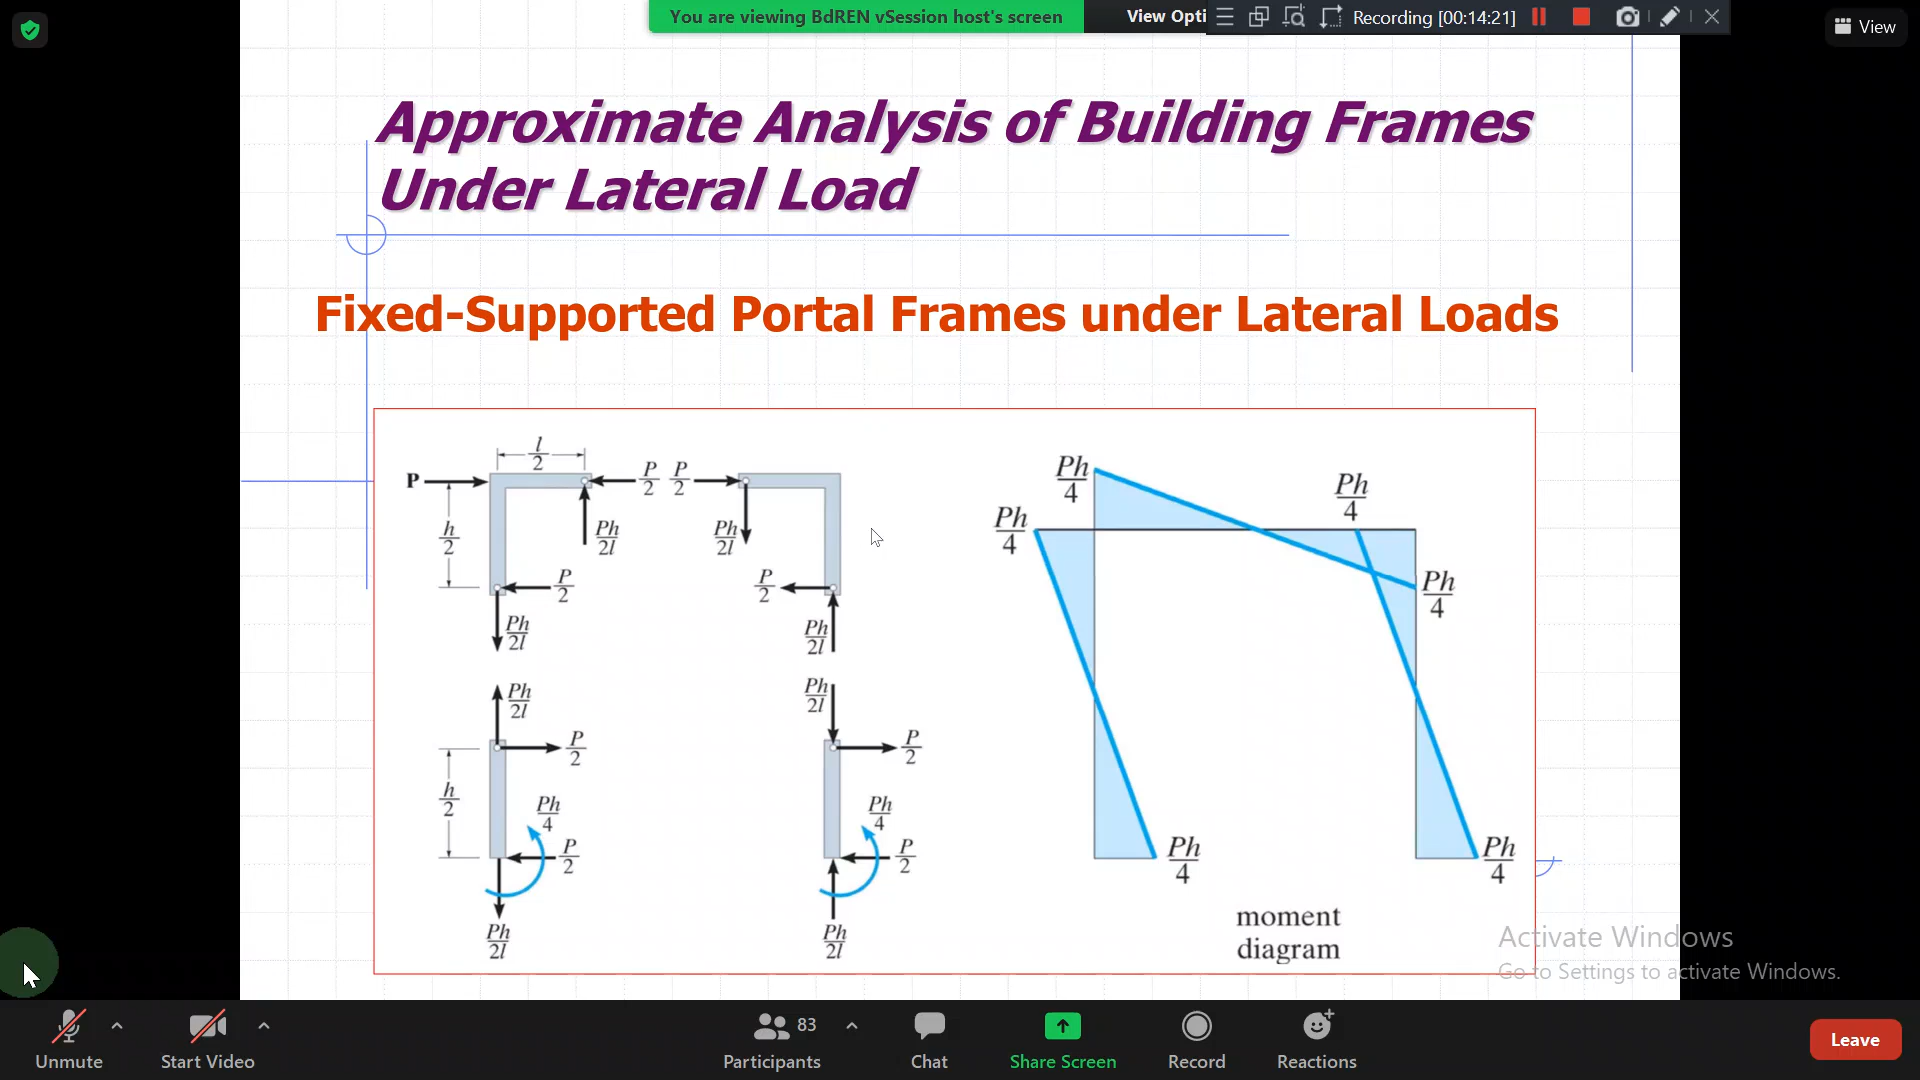 You are viewing BdREN vSession host's screen
View Opti
Recording [00:14:21]
View
Approximate Analysis of Building Frames
Under Lateral Load
Fixed-Supported Portal Frames under Lateral Loads
l/2
P
P/2 P/2
h/2
Ph/2l
Ph/2l
P/2
P/2
Ph/2l
Ph/2l
Ph/2l
Ph/2l
P/2
P/2
h/2
Ph/4
Ph/4
P/2
P/2
Ph/2l
Ph/2l
Ph/4
Ph/4
Ph/4
Ph/4
Ph/4
Ph/4
moment
diagram
Activate Windows
Go to Settings to activate Windows.
Unmute
Start Video
83
Participants
Chat
Share Screen
Record
Reactions
Leave